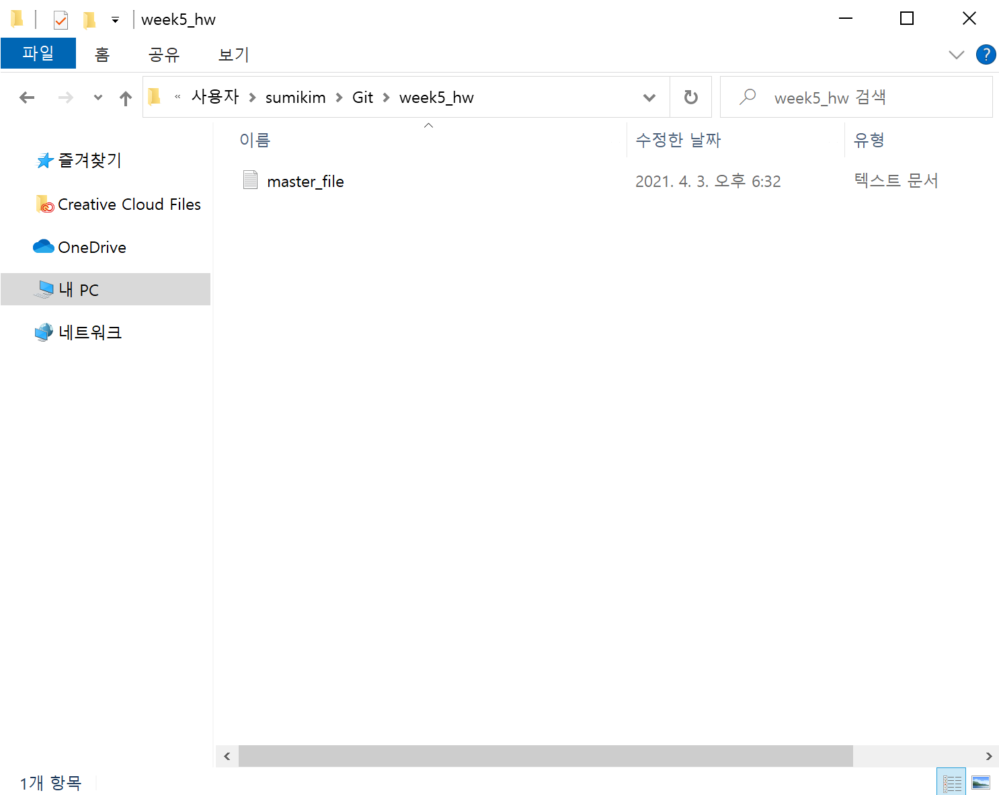 week5_hw
파일 홈 공유 보기 ?
« 사용자 > sumikim > Git > week5_hw
week5_hw 검색
이름 수정한 날짜 유형
master_file 2021. 4. 3. 오후 6:32 텍스트 문서
즐겨찾기
Creative Cloud Files
OneDrive
내 PC
네트워크
1개 항목